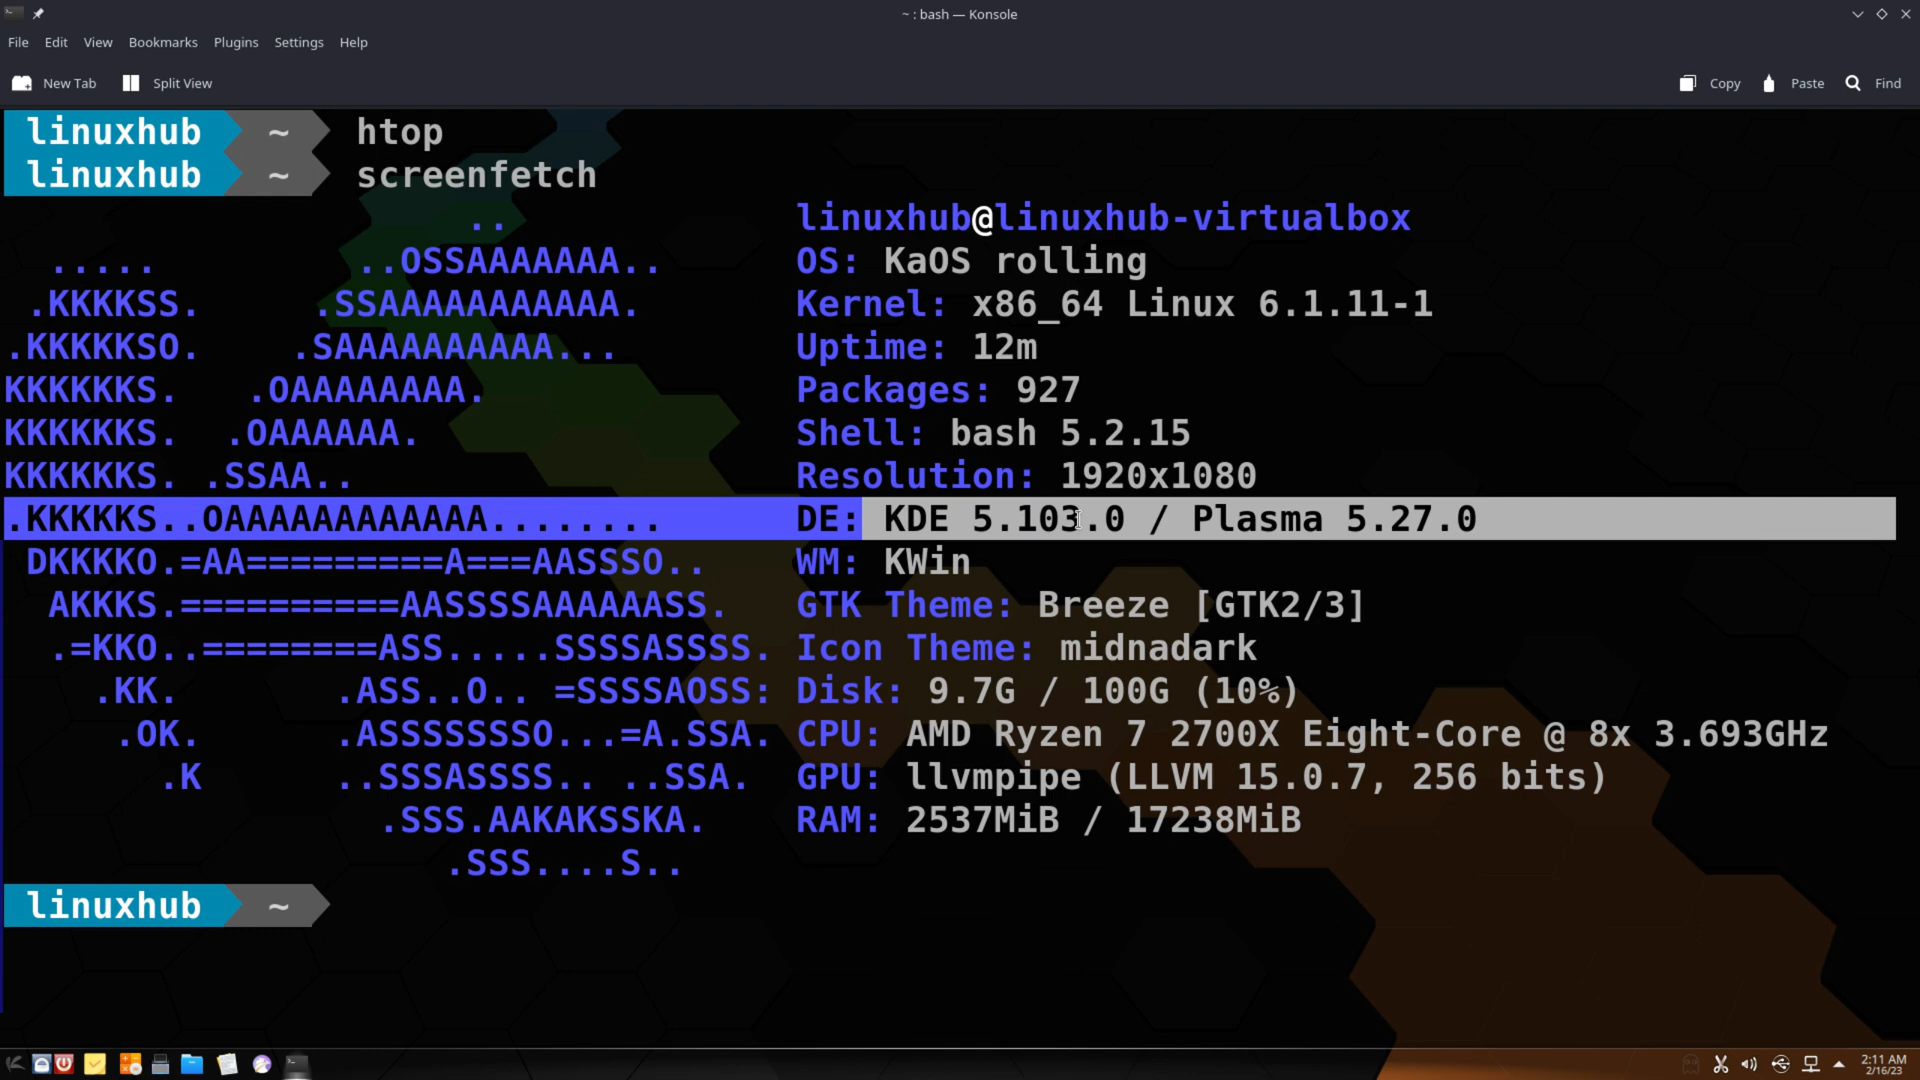 ~ : bash — Konsole
File Edit View Bookmarks Plugins Settings Help
New Tab Split View Copy Paste Find
linuxhub ~ htop
linuxhub ~ screenfetch
.. linuxhub@linuxhub-virtualbox
..... ..OSSAAAAAAA.. OS: KaOS rolling
.KKKKSS. .SSAAAAAAAAAAA. Kernel: x86_64 Linux 6.1.11-1
.KKKKKSO. .SAAAAAAAAAA... Uptime: 12m
KKKKKKS. .OAAAAAAAA. Packages: 927
KKKKKKS. .OAAAAAA. Shell: bash 5.2.15
KKKKKKS. .SSAA.. Resolution: 1920x1080
.KKKKKS..OAAAAAAAAAAAA........ DE: KDE 5.103.0 / Plasma 5.27.0
DKKKKO.=AA=========A===AASSSO.. WM: KWin
AKKKS.==========AASSSSAAAAAASS. GTK Theme: Breeze [GTK2/3]
.=KKO..========ASS.....SSSSASSSS. Icon Theme: midnadark
.KK. .ASS..O.. =SSSSAOSS: Disk: 9.7G / 100G (10%)
.OK. .ASSSSSSSO...=A.SSA. CPU: AMD Ryzen 7 2700X Eight-Core @ 8x 3.693GHz
.K ..SSSASSSS.. ..SSA. GPU: llvmpipe (LLVM 15.0.7, 256 bits)
.SSS.AAKAKSSKA. RAM: 2537MiB / 17238MiB
.SSS....S..
linuxhub ~
2:11 AM
2/16/23